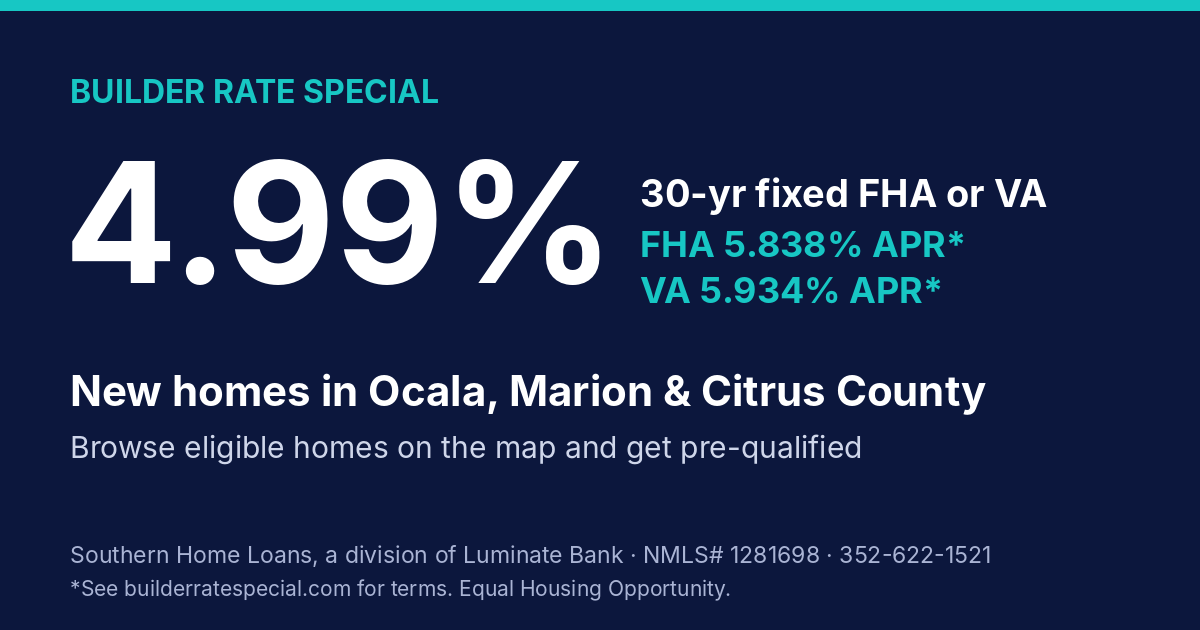 BUILDER RATE SPECIAL
4.99%
30-yr fixed FHA or VA
FHA 5.838% APR*
VA 5.934% APR*
New homes in Ocala, Marion & Citrus County
Browse eligible homes on the map and get pre-qualified
Southern Home Loans, a division of Luminate Bank · NMLS# 1281698 · 352-622-1521
*See builderratespecial.com for terms. Equal Housing Opportunity.